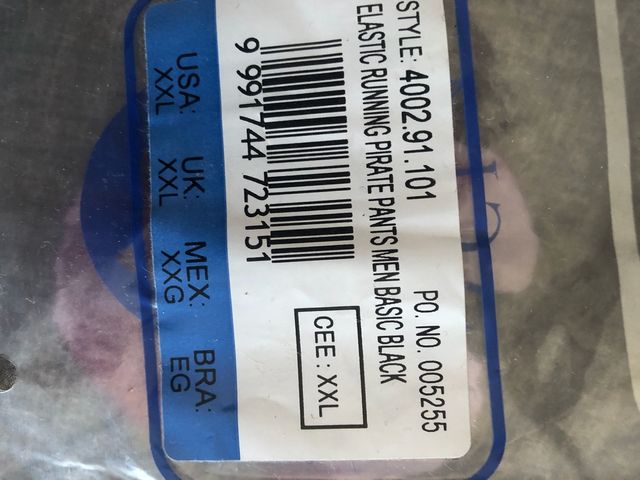 STYLE: 4002.91.101
PO. NO. 005255
ELASTIC RUNNING PIRATE PANTS MEN BASIC BLACK
9 991744 723151
CEE : XXL
USA: UK: MEX: BRA:
XXL XXL XXG EG